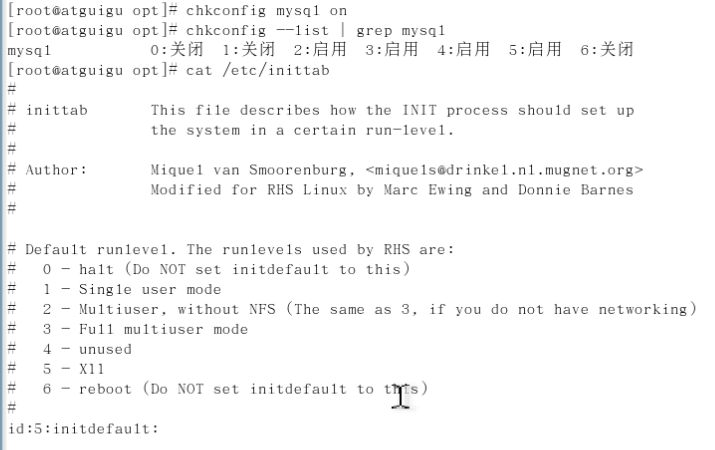 [root@atguigu opt]# chkconfig mysql on
[root@atguigu opt]# chkconfig --list | grep mysql
mysql 0:关闭 1:关闭 2:启用 3:启用 4:启用 5:启用 6:关闭
[root@atguigu opt]# cat /etc/inittab
#
# inittab This file describes how the INIT process should set up
# the system in a certain run-level.
#
# Author: Miquel van Smoorenburg, <miquels@drinkel.nl.mugnet.org>
# Modified for RHS Linux by Marc Ewing and Donnie Barnes
#
# Default runlevel. The runlevels used by RHS are:
# 0 - halt (Do NOT set initdefault to this)
# 1 - Single user mode
# 2 - Multiuser, without NFS (The same as 3, if you do not have networking)
# 3 - Full multiuser mode
# 4 - unused
# 5 - X11
# 6 - reboot (Do NOT set initdefault to this)
#
id:5:initdefault: